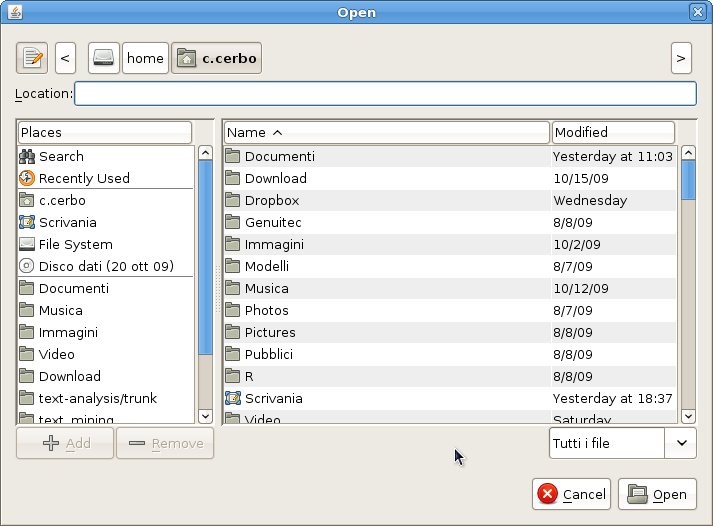 Open
< home c.cerbo >
Location:
Places
Search
Recently Used
c.cerbo
Scrivania
File System
Disco dati (20 ott 09)
Documenti
Musica
Immagini
Video
Download
text-analysis/trunk
text_mining
Name Modified
Documenti Yesterday at 11:03
Download 10/15/09
Dropbox Wednesday
Genuitec 8/8/09
Immagini 10/2/09
Modelli 8/7/09
Musica 10/12/09
Photos 8/7/09
Pictures 8/8/09
Pubblici 8/8/09
R 8/8/09
Scrivania Yesterday at 18:37
Video Saturday
Add Remove
Tutti i file
Cancel Open